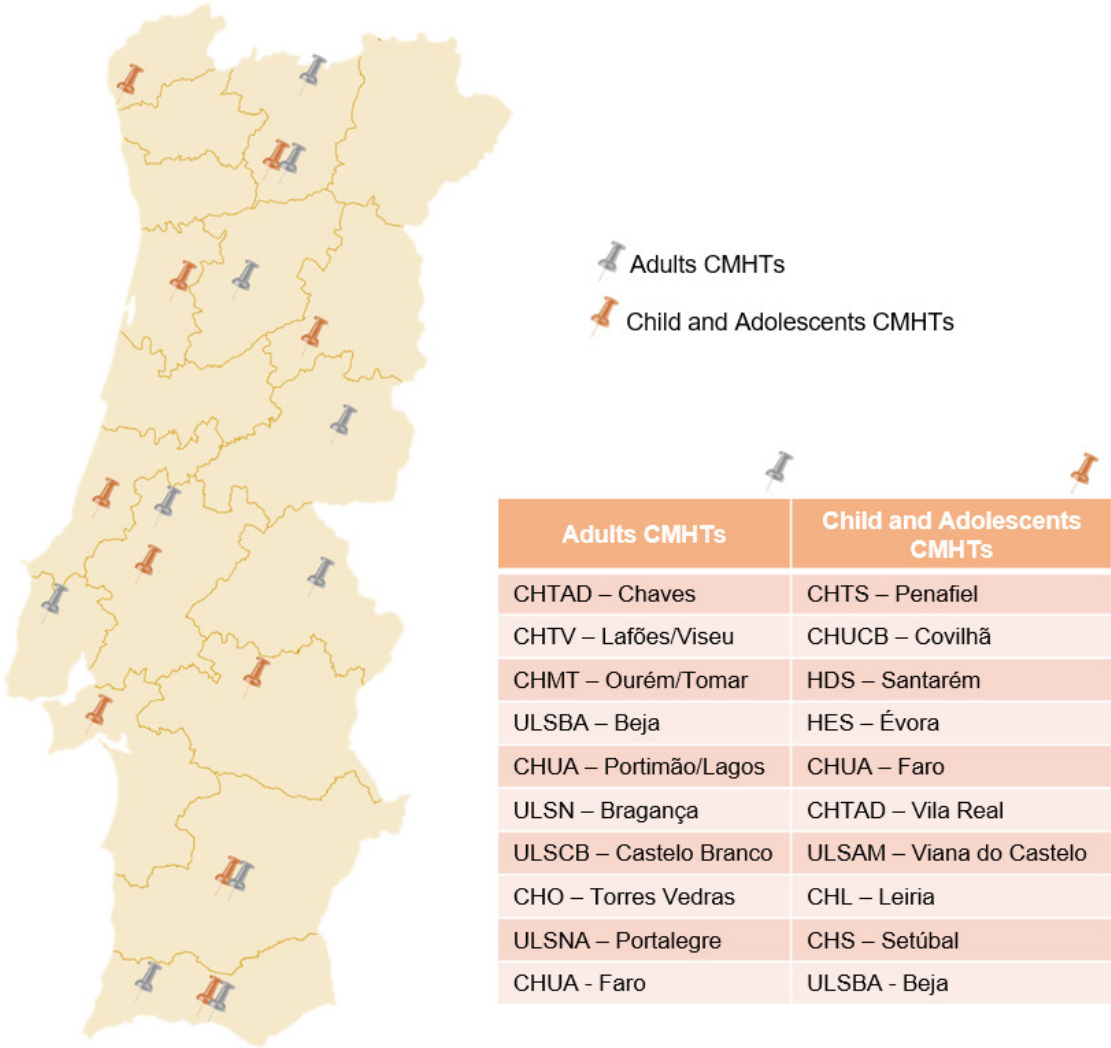 Adults CMHTs
Child and Adolescents CMHTs
Adults CMHTs
Child and Adolescents
CMHTs
CHTAD – Chaves
CHTS – Penafiel
CHTV – Lafões/Viseu
CHUCB – Covilhã
CHMT – Ourém/Tomar
HDS – Santarém
ULSBA – Beja
HES – Évora
CHUA – Portimão/Lagos
CHUA – Faro
ULSN – Bragança
CHTAD – Vila Real
ULSCB – Castelo Branco
ULSAM – Viana do Castelo
CHO – Torres Vedras
CHL – Leiria
ULSNA – Portalegre
CHS – Setúbal
CHUA - Faro
ULSBA - Beja